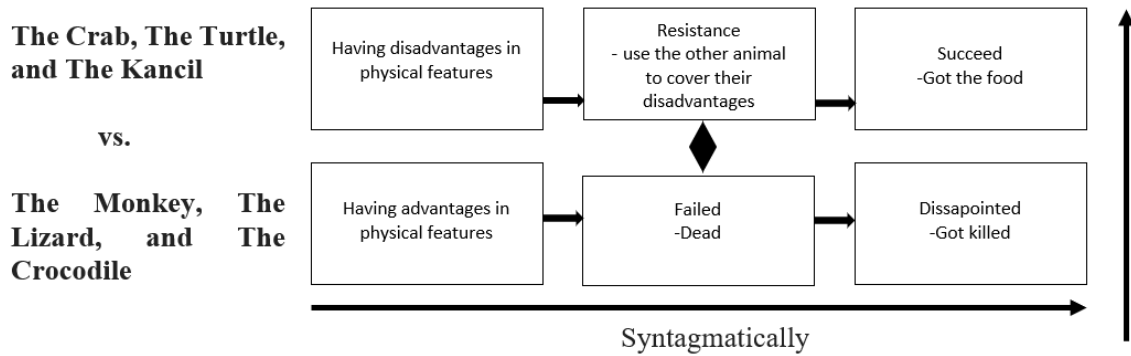 The Crab, The Turtle,
and The Kancil
vs.
The Monkey, The
Lizard, and The
Crocodile
Having disadvantages in
physical features
Resistance
- use the other animal
to cover their
disadvantages
Succeed
-Got the food
Having advantages in
physical features
Failed
-Dead
Dissapointed
-Got killed
Syntagmatically